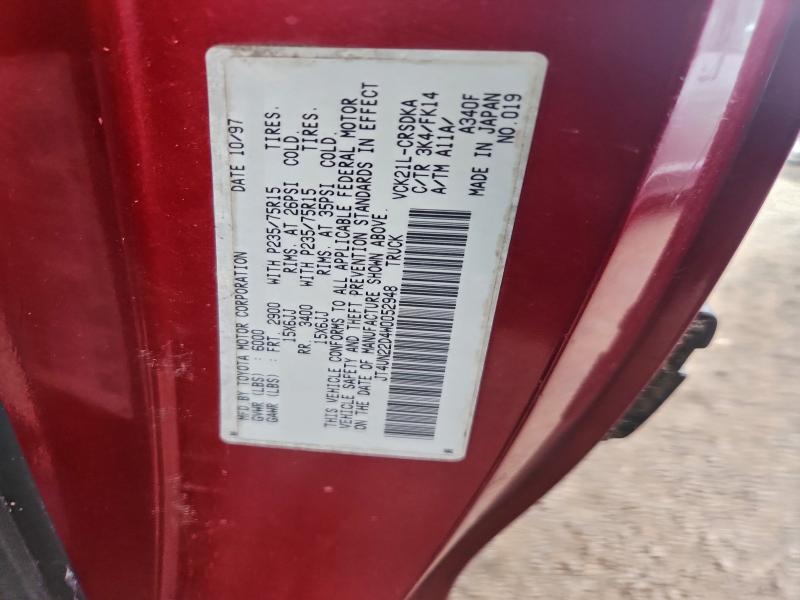 MFD BY TOYOTA MOTOR CORPORATION DATE 10/97
GVWR (LBS) : 6000
GAWR (LBS) : FRT. 2900 WITH P235/75R15 TIRES.
15X6JJ RIMS. AT 26PSI COLD.
RR. 3400 WITH P235/75R15 TIRES.
15X6JJ RIMS. AT 35PSI COLD.
THIS VEHICLE CONFORMS TO ALL APPLICABLE FEDERAL MOTOR
VEHICLE SAFETY AND THEFT PREVENTION STANDARDS IN EFFECT
ON THE DATE OF MANUFACTURE SHOWN ABOVE.
JT4UN22D4W0052948 TRUCK
VCK21L-CRSDKA
C/TR 3K4/FK14
A/TM A11A/ A340F
MADE IN JAPAN
NO.019